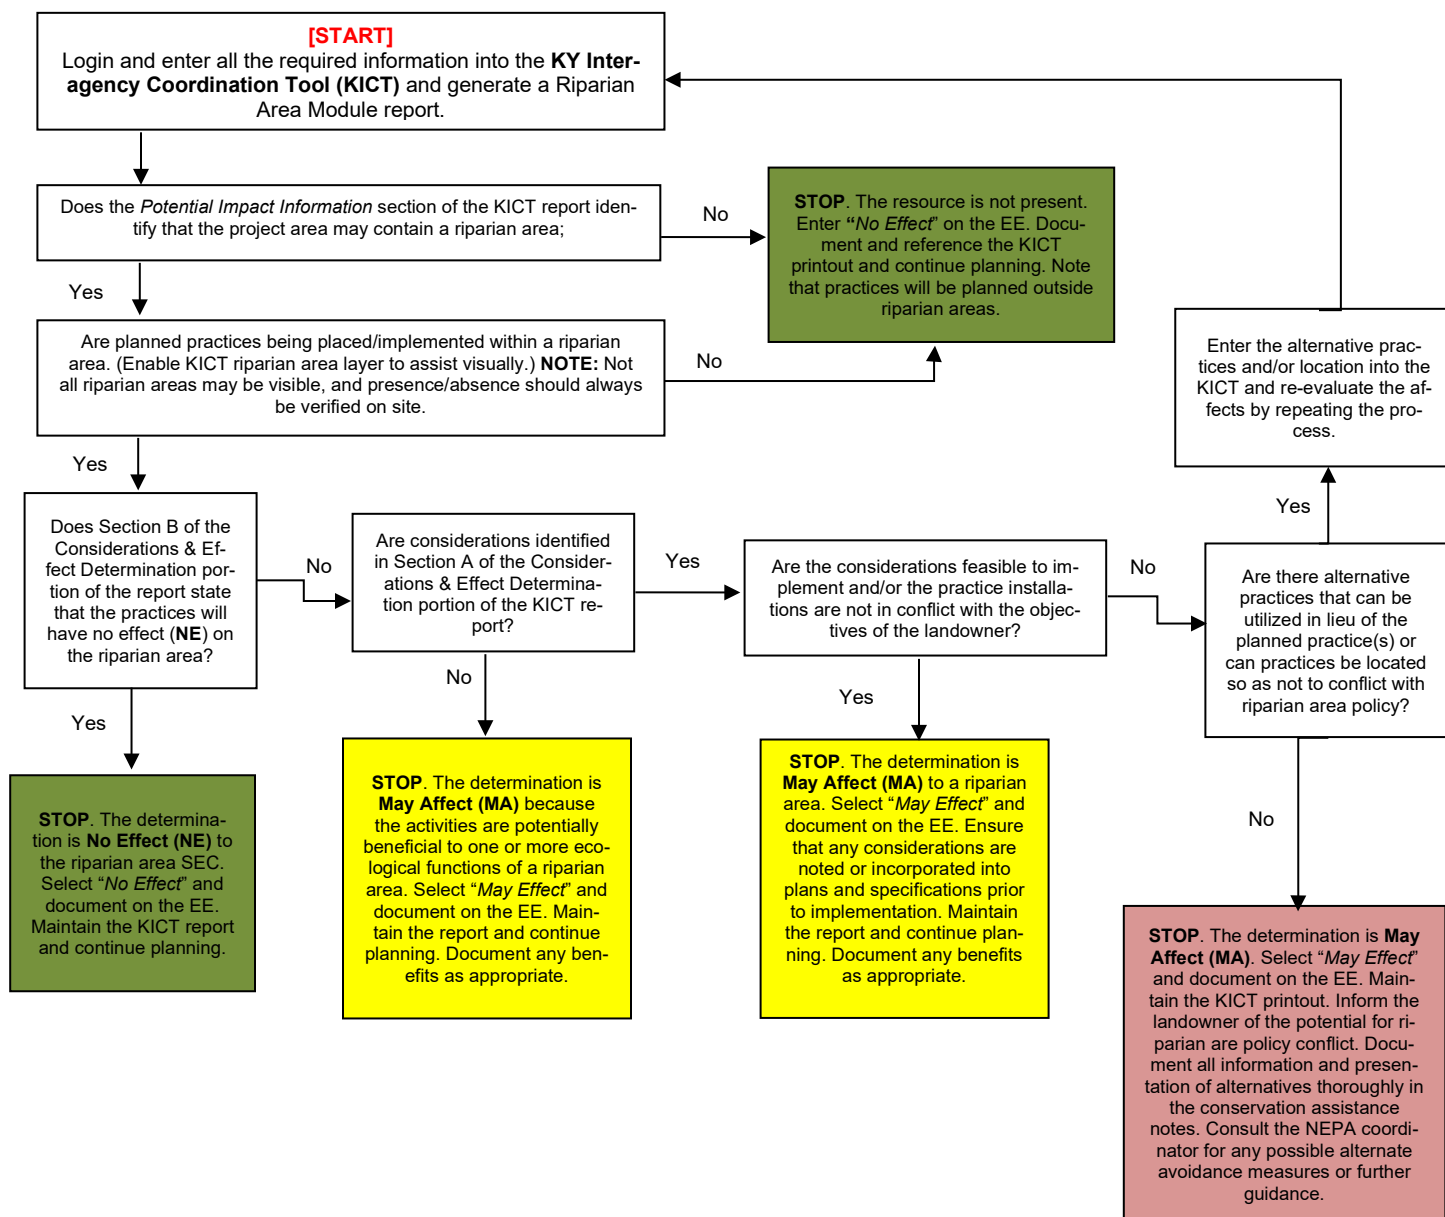 [START]
Login and enter all the required information into the KY Inter-
agency Coordination Tool (KICT) and generate a Riparian
Area Module report.
Does the Potential Impact Information section of the KICT report iden-
tify that the project area may contain a riparian area;
No
STOP. The resource is not present.
Enter “No Effect” on the EE. Docu-
ment and reference the KICT
printout and continue planning. Note
that practices will be planned outside
riparian areas.
Yes
Are planned practices being placed/implemented within a riparian
area. (Enable KICT riparian area layer to assist visually.) NOTE: Not
all riparian areas may be visible, and presence/absence should always
be verified on site.
No
Enter the alternative prac-
tices and/or location into the
KICT and re-evaluate the af-
fects by repeating the pro-
cess.
Yes
Does Section B of the
Considerations & Ef-
fect Determination por-
tion of the report state
that the practices will
have no effect (NE) on
the riparian area?
No
Are considerations identified
in Section A of the Consider-
ations & Effect Determina-
tion portion of the KICT re-
port?
Yes
Are the considerations feasible to im-
plement and/or the practice installa-
tions are not in conflict with the objec-
tives of the landowner?
No
Yes
Are there alternative
practices that can be
utilized in lieu of the
planned practice(s) or
can practices be located
so as not to conflict with
riparian area policy?
Yes
No
Yes
No
STOP. The determina-
tion is No Effect (NE) to
the riparian area SEC.
Select “No Effect” and
document on the EE.
Maintain the KICT report
and continue planning.
STOP. The determination is
May Affect (MA) because
the activities are potentially
beneficial to one or more eco-
logical functions of a riparian
area. Select “May Effect” and
document on the EE. Main-
tain the report and continue
planning. Document any ben-
efits as appropriate.
STOP. The determination is
May Affect (MA) to a riparian
area. Select “May Effect” and
document on the EE. Ensure
that any considerations are
noted or incorporated into
plans and specifications prior
to implementation. Maintain
the report and continue plan-
ning. Document any benefits
as appropriate.
STOP. The determination is May
Affect (MA). Select “May Effect”
and document on the EE. Main-
tain the KICT printout. Inform the
landowner of the potential for ri-
parian are policy conflict. Docu-
ment all information and presen-
tation of alternatives thoroughly in
the conservation assistance
notes. Consult the NEPA coordi-
nator for any possible alternate
avoidance measures or further
guidance.